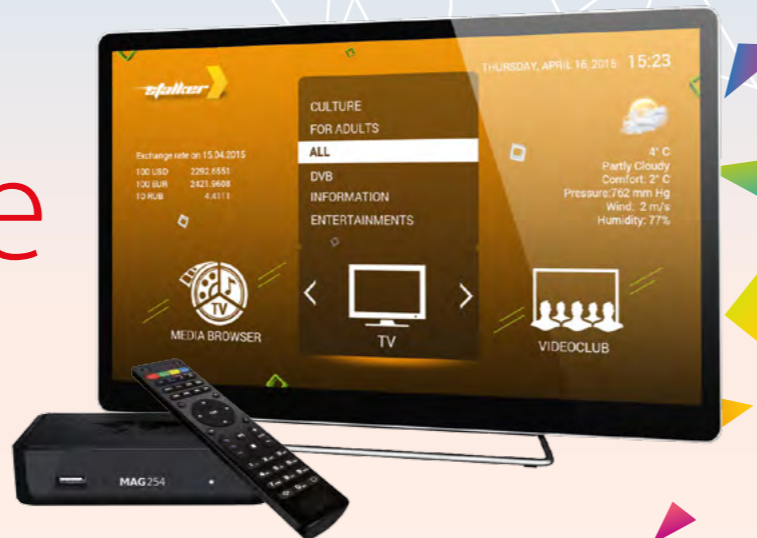 e
stalker
THURSDAY, APRIL 16, 2015 15:23
CULTURE
FOR ADULTS
ALL
DVB
INFORMATION
ENTERTAINMENTS
Exchange rate on 15.04.2015
100 USD 2292.6551
100 EUR 2421.9608
10 RUB 4.4111
4° C
Partly Cloudy
Comfort: 2° C
Pressure:762 mm Hg
Wind: 2 m/s
Humidity: 77%
TV
MEDIA BROWSER
TV
VIDEOCLUB
MAG254